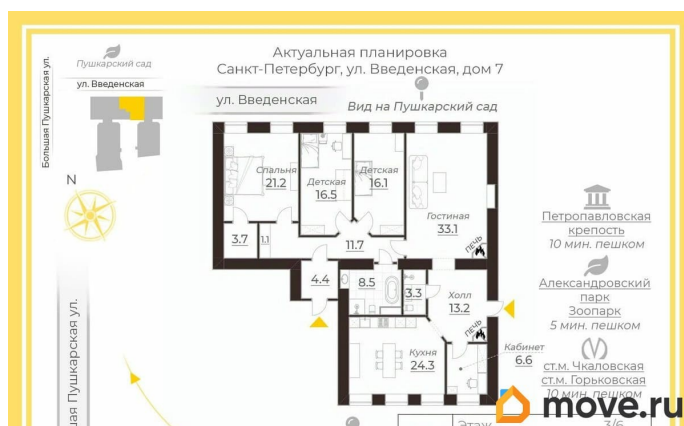 Актуальная планировка
Санкт-Петербург, ул. Введенская, дом 7
Пушкарский сад
ул. Введенская
Большая Пушкарская ул.
ул. Введенская
Вид на Пушкарский сад
N
Спальня
21.2
Детская
16.5
Детская
16.1
Гостиная
33.1
ПЕЧЬ
3.7
1.1
11.7
4.4
8.5
3.3
Холл
13.2
ПЕЧЬ
Кухня
24.3
Кабинет
6.6
Петропавловская
крепость
10 мин. пешком
Александровский
парк
Зоопарк
5 мин. пешком
ст.м. Чкаловская
ст.м. Горьковская
10 мин. пешком
Пушкарская ул.
move.ru
Этаж
3/6